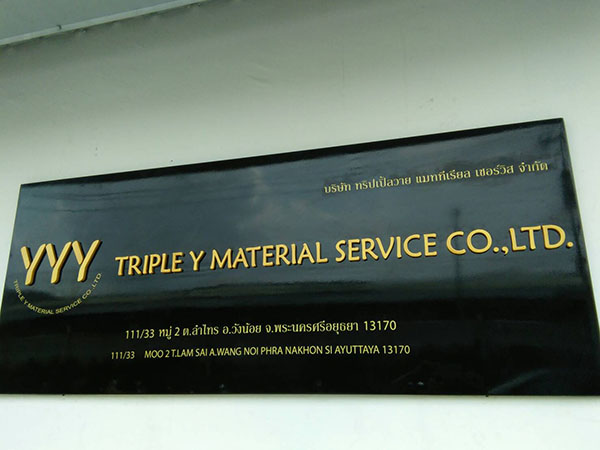 บริษัท ทริปเปิ้ลวาย แมททีเรียล เซอร์วิส จำกัด
YYY
TRIPLE Y MATERIAL SERVICE CO.,LTD.
TRIPLE Y MATERIAL SERVICE CO.,LTD.
111/33 หมู่ 2 ต.ลำไทร อ.วังน้อย จ.พระนครศรีอยุธยา 13170
111/33 MOO 2 T.LAM SAI A.WANG NOI PHRA NAKHON SI AYUTTAYA 13170